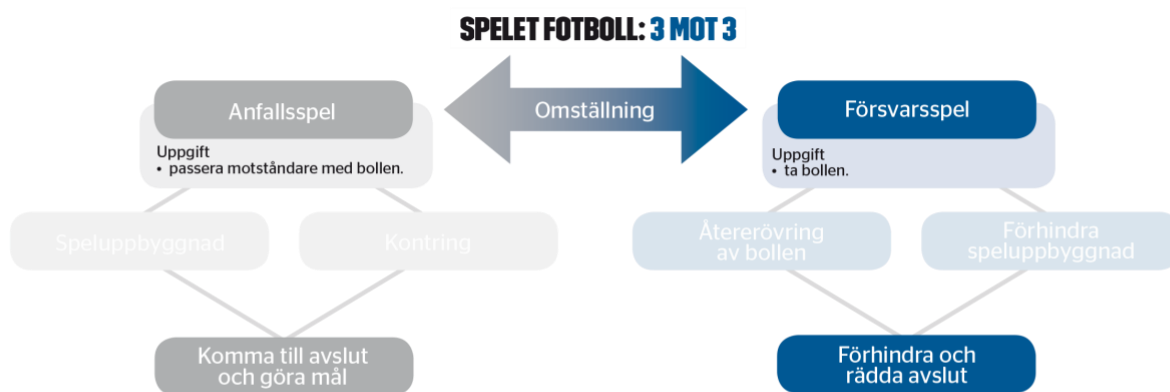 SPELET FOTBOLL: 3 MOT 3
Anfallsspel
Omställning
Försvarsspel
Uppgift
• passera motståndare med bollen.
Uppgift
• ta bollen.
Speluppbyggnad
Kontring
Återerövring
av bollen
Förhindra
speluppbyggnad
Komma till avslut
och göra mål
Förhindra och
rädda avslut